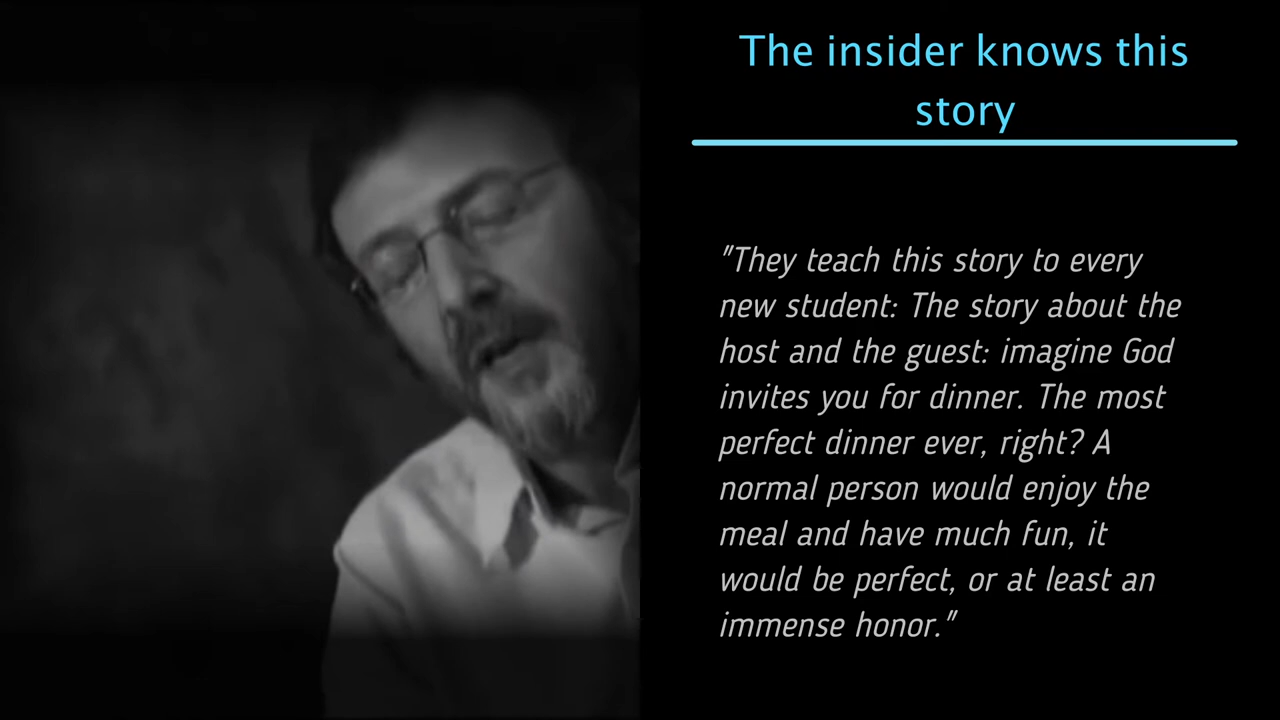 The insider knows this
story
"They teach this story to every
new student: The story about the
host and the guest: imagine God
invites you for dinner. The most
perfect dinner ever, right? A
normal person would enjoy the
meal and have much fun, it
would be perfect, or at least an
immense honor."